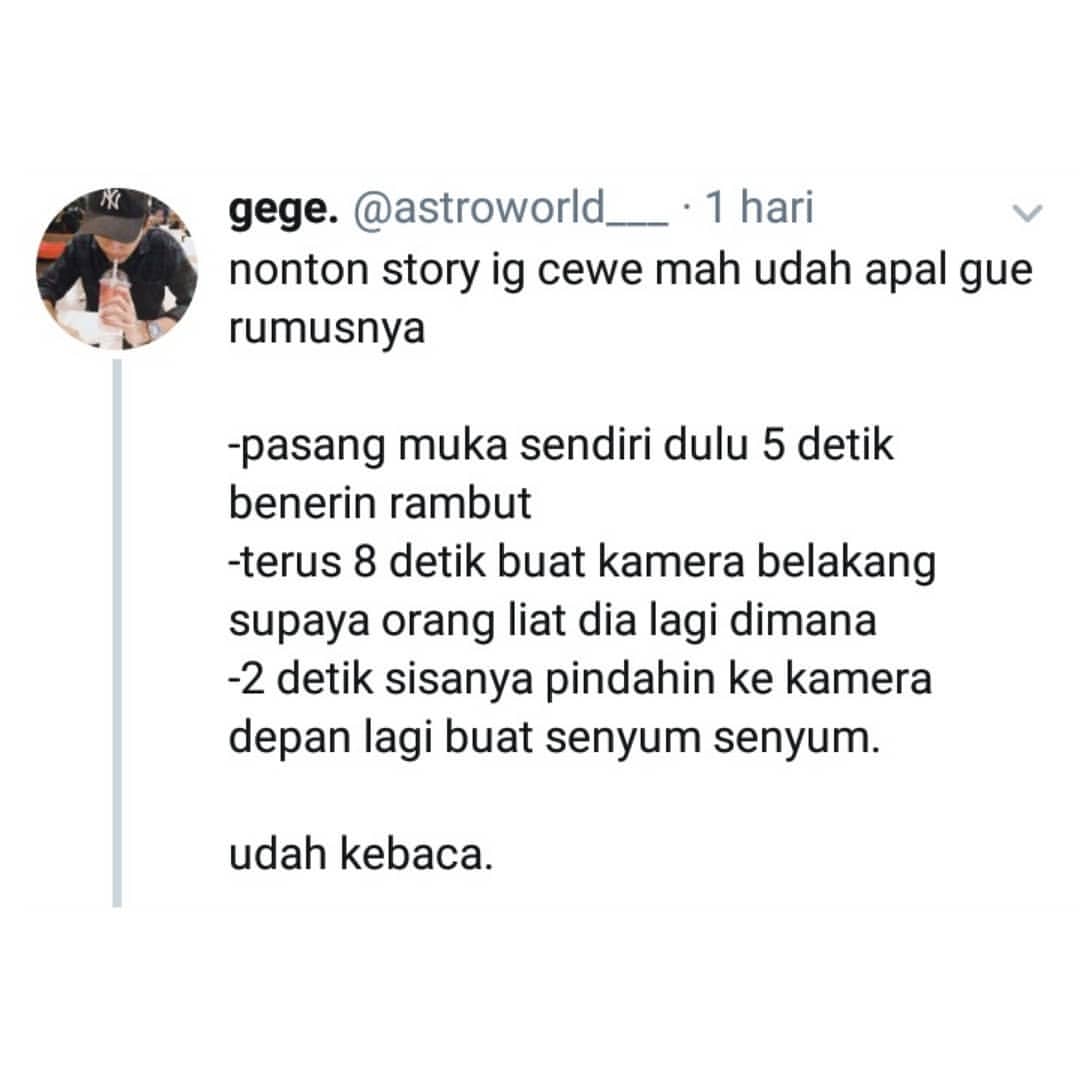 gege. @astroworld___ · 1 hari
nonton story ig cewe mah udah apal gue
rumusnya
-pasang muka sendiri dulu 5 detik
benerin rambut
-terus 8 detik buat kamera belakang
supaya orang liat dia lagi dimana
-2 detik sisanya pindahin ke kamera
depan lagi buat senyum senyum.
udah kebaca.